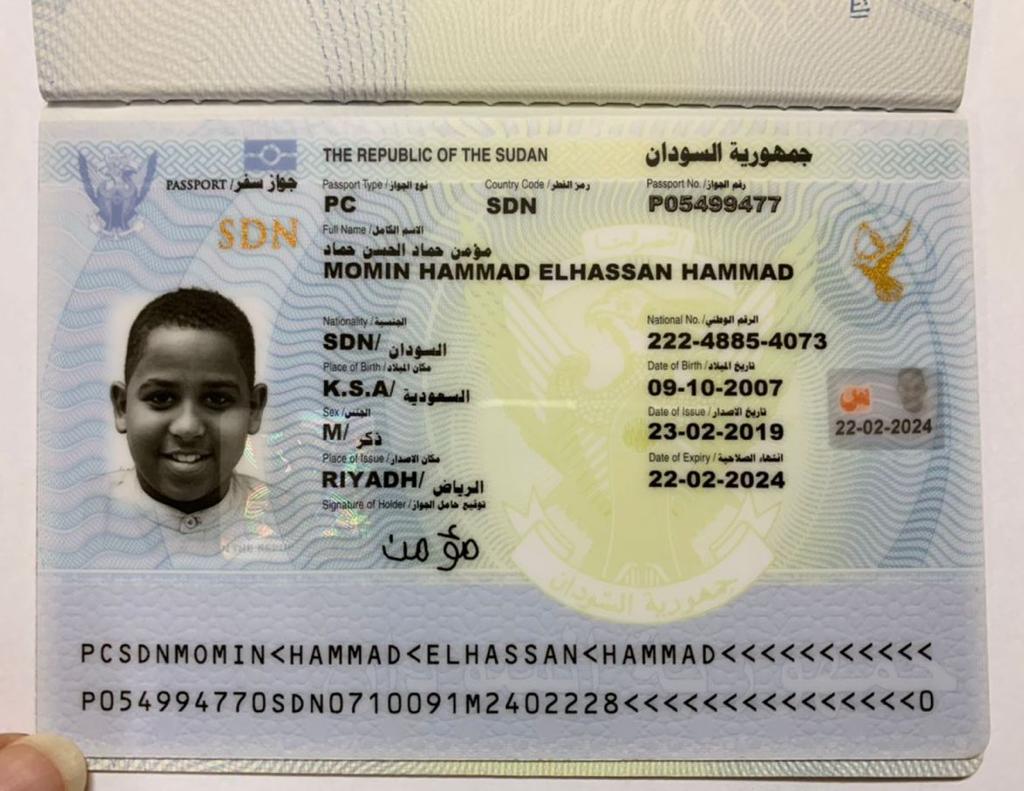 THE REPUBLIC OF THE SUDAN جمهورية السودان
PASSPORT/جواز سفر
Passport Type / نوع الجواز Country Code / رمز القطر Passport No. / رقم الجواز
PC SDN P05499477
SDN
Full Name / الاسم الكامل
مؤمن حماد الحسن حماد
MOMIN HAMMAD ELHASSAN HAMMAD
Nationality / الجنسية National No. / الرقم الوطني
SDN/ السودان 222-4885-4073
Place of Birth / مكان الميلاد Date of Birth / تاريخ الميلاد
K.S.A/ السعودية 09-10-2007
Sex / الجنس Date of Issue / تاريخ الاصدار
M/ ذكر 23-02-2019
س
22-02-2024
Place of Issue / مكان الاصدار Date of Expiry / انتهاء الصلاحية
RIYADH/ الرياض 22-02-2024
Signature of Holder / توقيع حامل الجواز
مؤمن
جمهورية السودان
PCSDNMOMIN<HAMMAD<ELHASSAN<HAMMAD<<<<<<<<<<<
P054994770SDN0710091M2402228<<<<<<<<<<<<<<<0